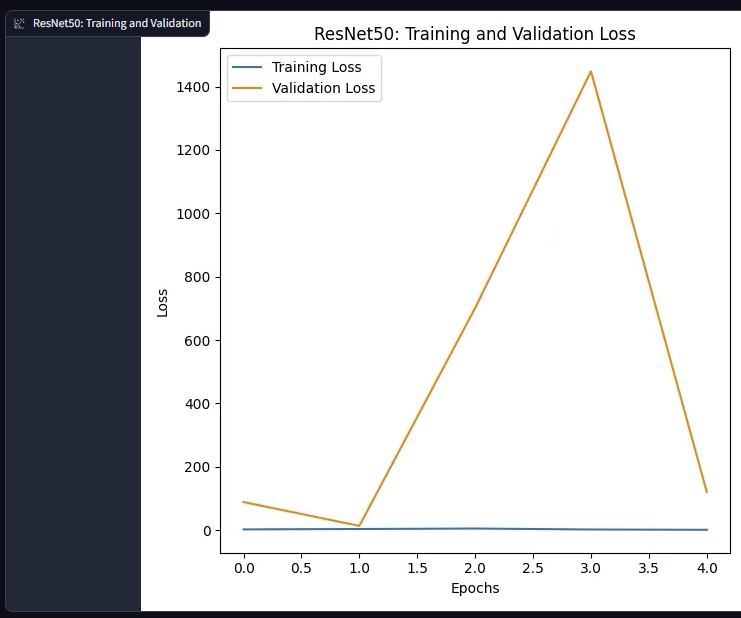 ResNet50: Training and Validation
ResNet50: Training and Validation Loss
Training Loss
Validation Loss
1400
1200
1000
800
600
400
200
0
Loss
0.0 0.5 1.0 1.5 2.0 2.5 3.0 3.5 4.0
Epochs